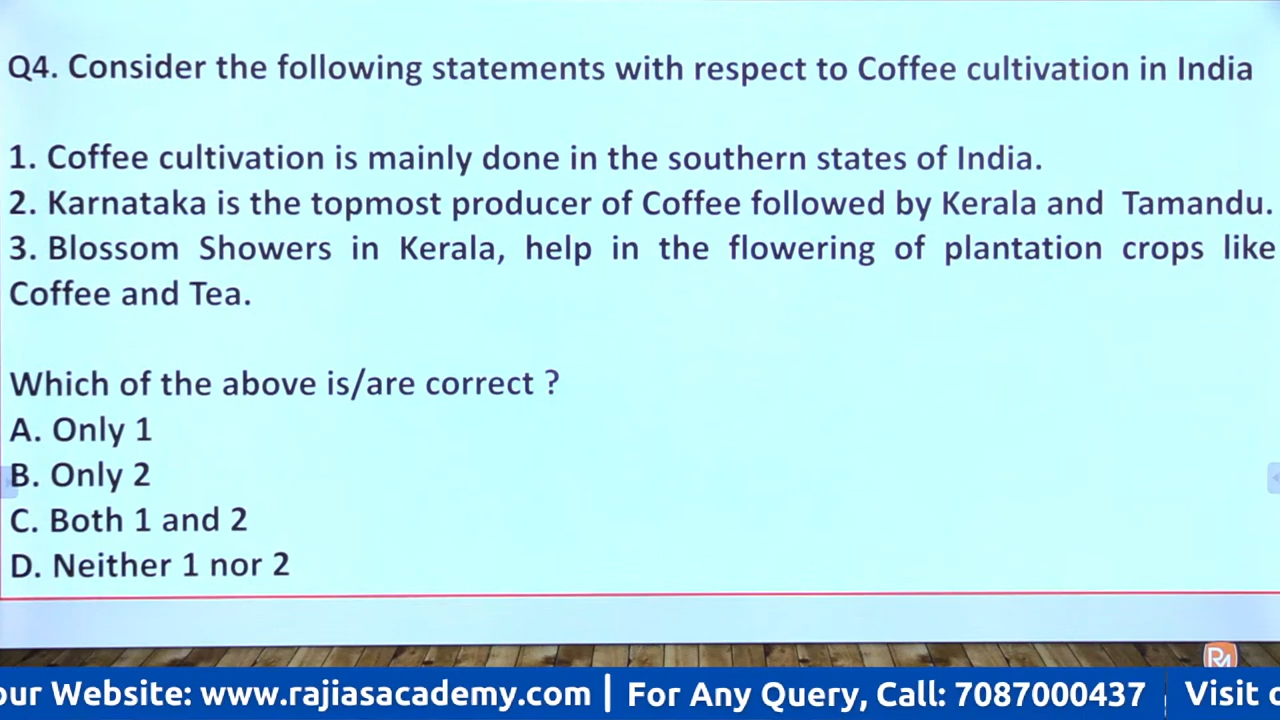 Q4. Consider the following statements with respect to Coffee cultivation in India
1. Coffee cultivation is mainly done in the southern states of India.
2. Karnataka is the topmost producer of Coffee followed by Kerala and Tamandu.
3. Blossom Showers in Kerala, help in the flowering of plantation crops like
Coffee and Tea.
Which of the above is/are correct ?
A. Only 1
B. Only 2
C. Both 1 and 2
D. Neither 1 nor 2
our Website: www.rajiasacademy.com | For Any Query, Call: 7087000437 | Visit